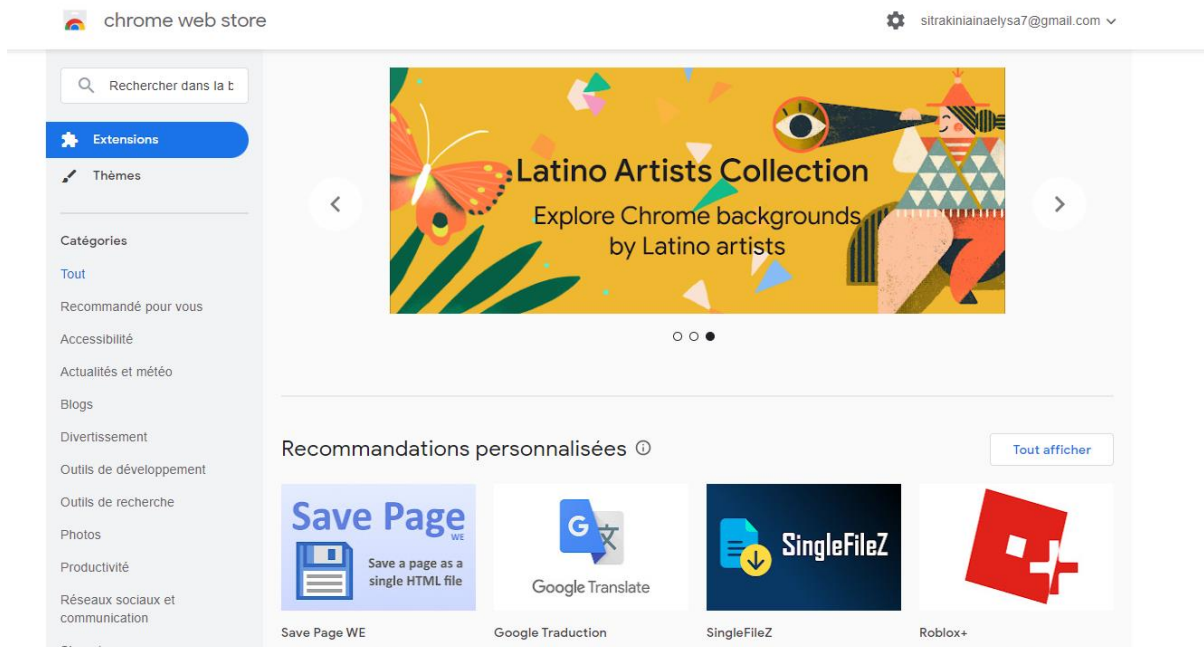 chrome web store
sitrakiniainaelysa7@gmail.com
Rechercher dans la b
Extensions
Thèmes
Catégories
Tout
Recommandé pour vous
Accessibilité
Actualités et météo
Blogs
Divertissement
Outils de développement
Outils de recherche
Photos
Productivité
Réseaux sociaux et
communication
Latino Artists Collection
Explore Chrome backgrounds
by Latino artists
Recommandations personnalisées
Tout afficher
Save Page
WE
Save a page as a
single HTML file
Save Page WE
G
Google Translate
Google Traduction
SingleFileZ
SingleFileZ
Roblox+